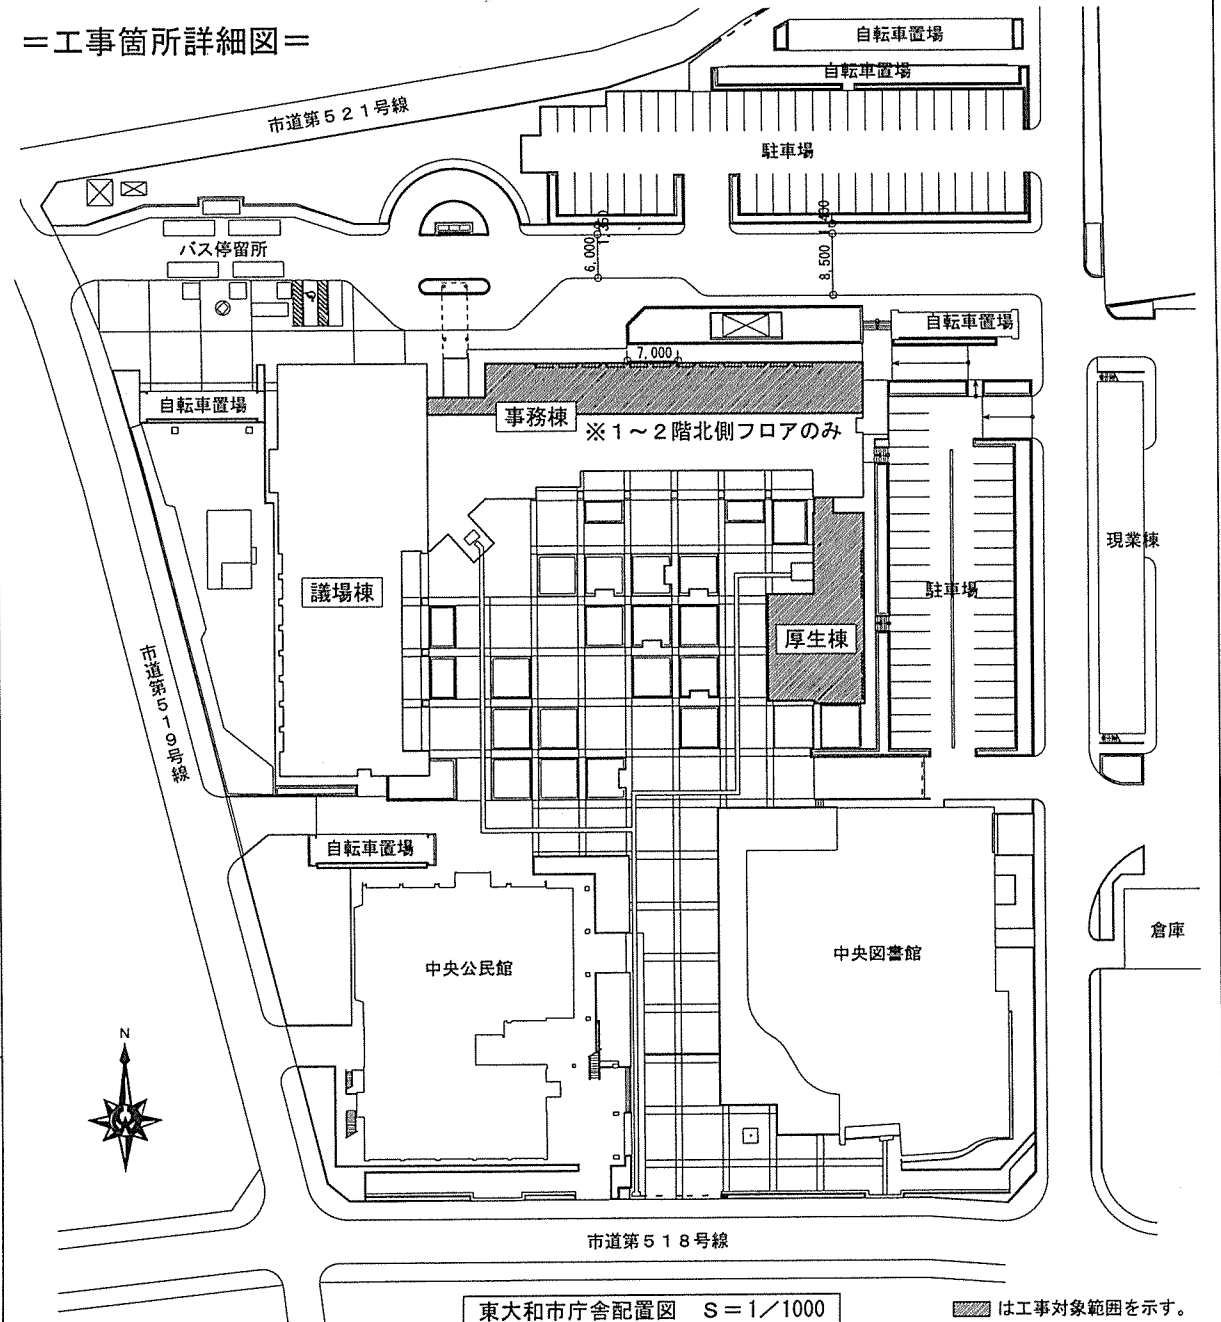 ＝工事箇所詳細図＝
自転車置場
自転車置場
市道第５２１号線
駐車場
バス停留所
6,000
8,500
自転車置場
7,000
自転車置場
事務棟
※１～２階北側フロアのみ
現業棟
議場棟
駐車場
厚生棟
市道第５１９号線
自転車置場
倉庫
中央公民館
中央図書館
N
市道第５１８号線
東大和市庁舎配置図　Ｓ＝１／1000
は工事対象範囲を示す。